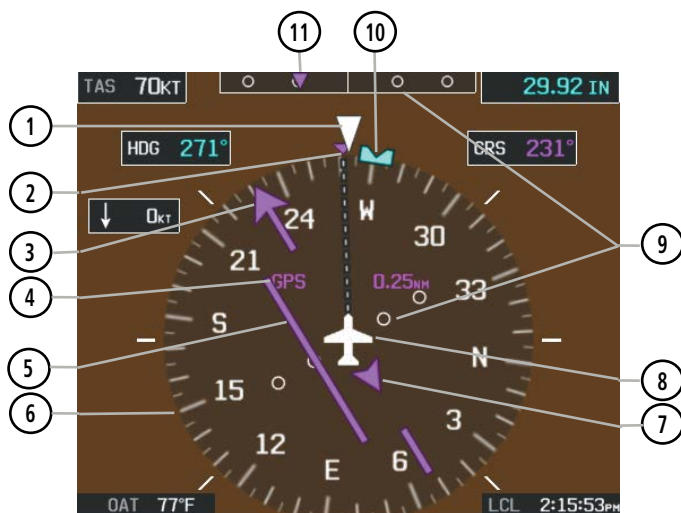 11
10
TAS 70KT
29.92 IN
1
HDG 271°
CRS 231°
2
0KT
24
W
30
3
21
GPS
0.25NM
33
9
4
S
N
5
8
15
3
6
7
12
E
6
OAT 77°F
LCL 2:15:53PM